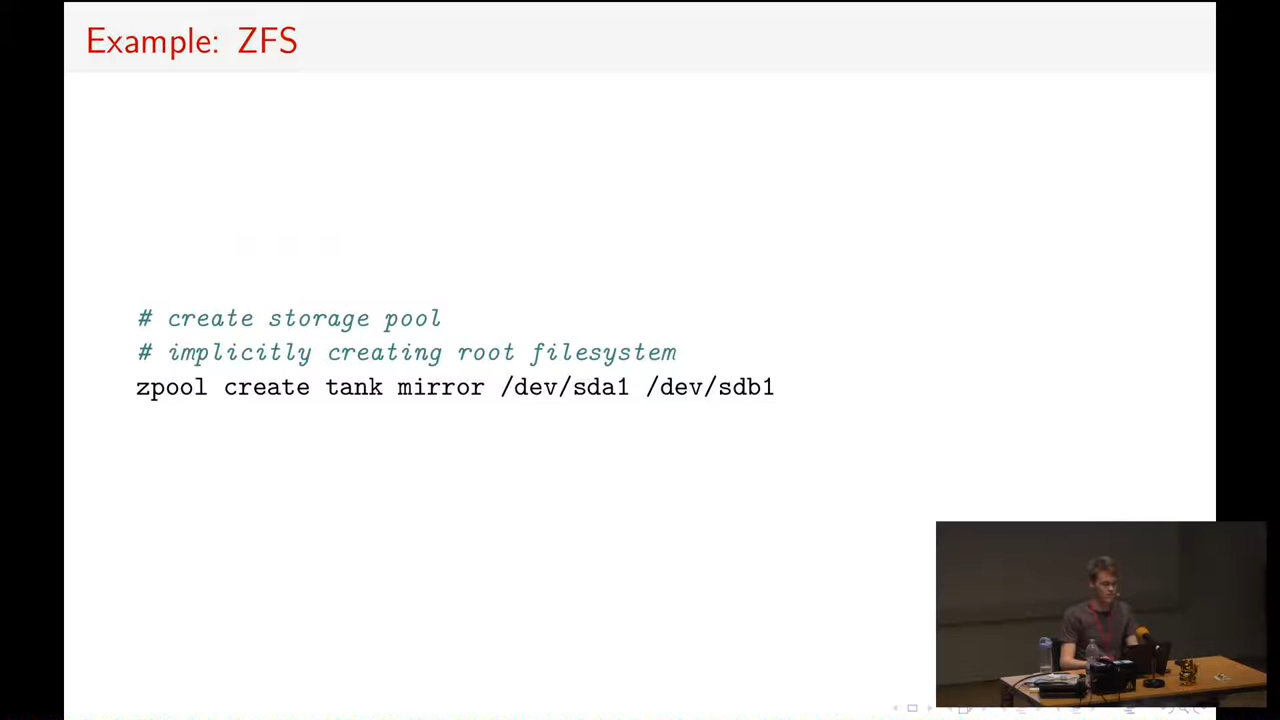 Example: ZFS
# create storage pool
# implicitly creating root filesystem
zpool create tank mirror /dev/sda1 /dev/sdb1